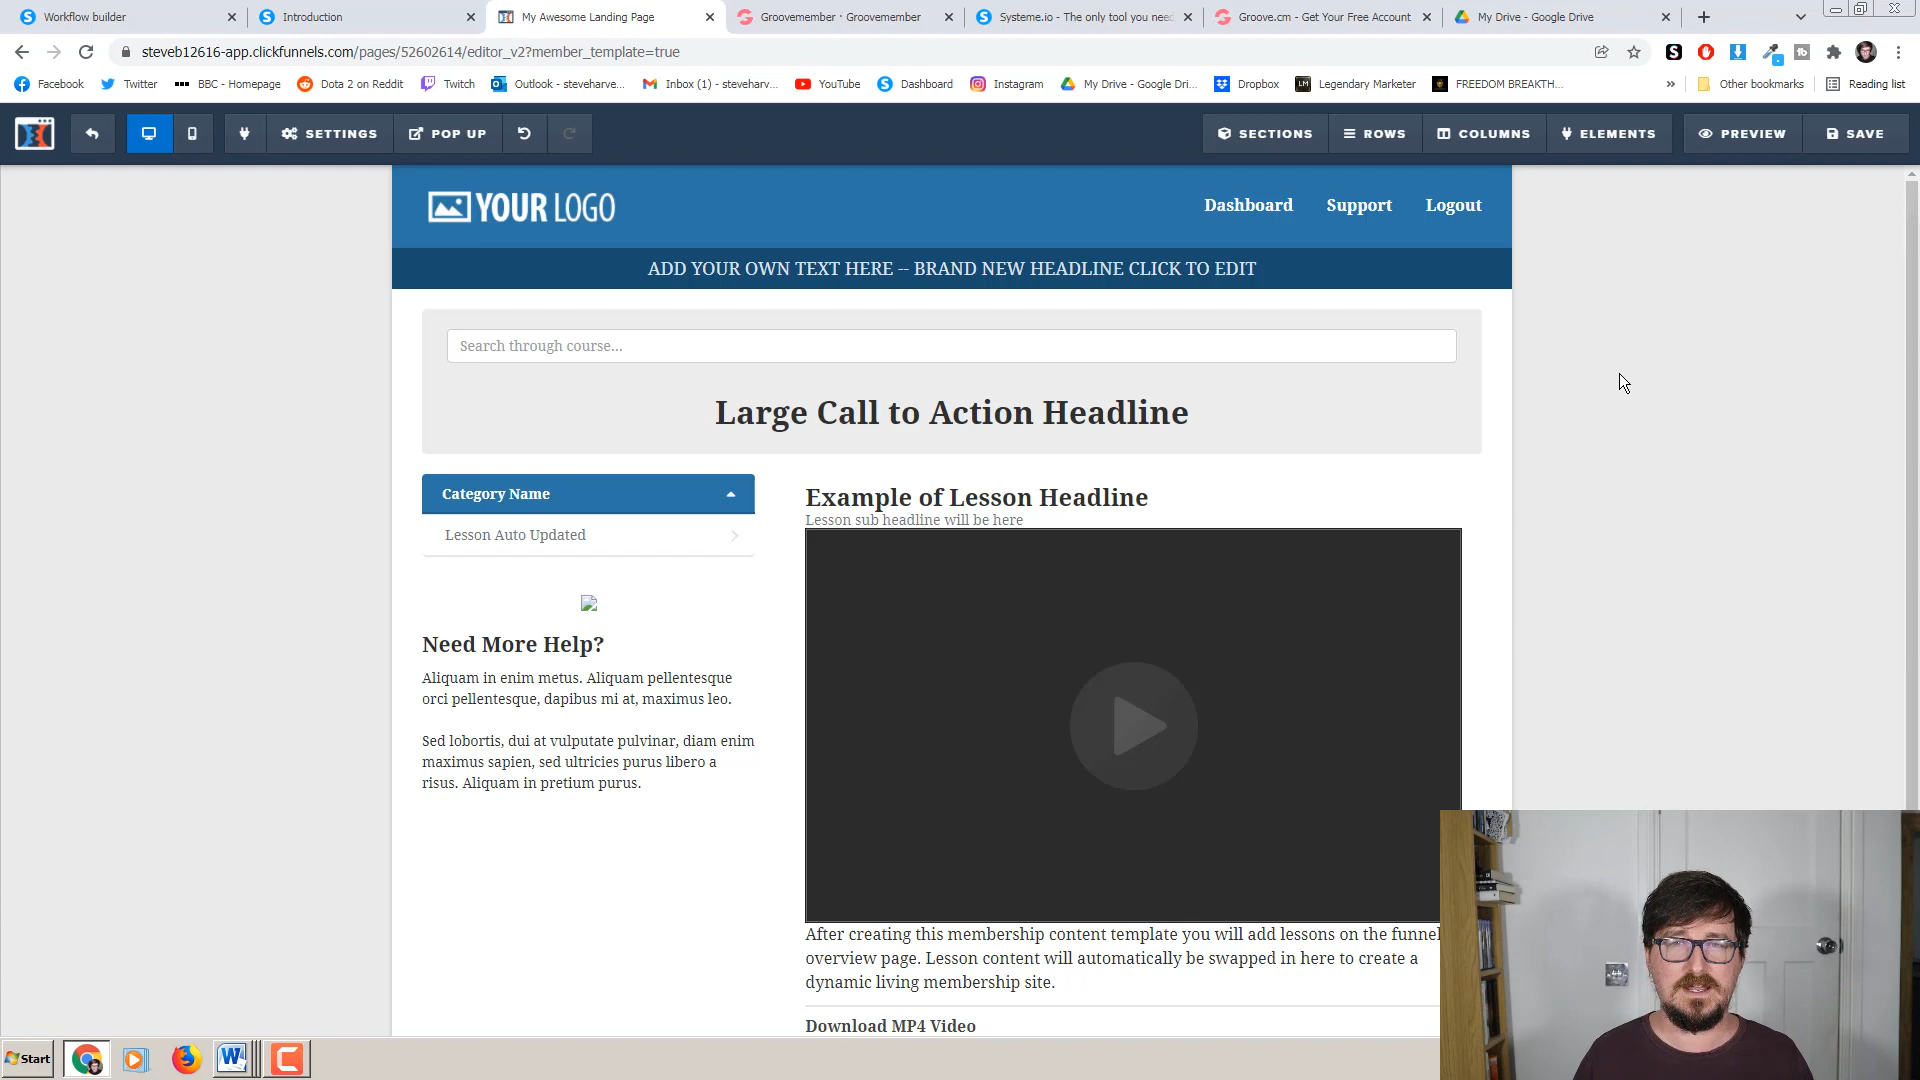 Workflow builder
Introduction
My Awesome Landing Page
Groovemember · Groovemember
Systeme.io - The only tool you need
Groove.cm - Get Your Free Account
My Drive - Google Drive
steveb12616-app.clickfunnels.com/pages/52602614/editor_v2?member_template=true
Facebook
Twitter
BBC - Homepage
Dota 2 on Reddit
Twitch
Outlook - steveharve...
Inbox (1) - steveharv...
YouTube
Dashboard
Instagram
My Drive - Google Dri...
Dropbox
LM
Legendary Marketer
FREEDOM BREAKTH...
»
Other bookmarks
Reading list
SETTINGS
POP UP
SECTIONS
ROWS
COLUMNS
ELEMENTS
PREVIEW
SAVE
YOUR LOGO
Dashboard
Support
Logout
ADD YOUR OWN TEXT HERE -- BRAND NEW HEADLINE CLICK TO EDIT
Search through course...
Large Call to Action Headline
Category Name
Lesson Auto Updated
Need More Help?
Aliquam in enim metus. Aliquam pellentesque
orci pellentesque, dapibus mi at, maximus leo.
Sed lobortis, dui at vulputate pulvinar, diam enim
maximus sapien, sed ultricies purus libero a
risus. Aliquam in pretium purus.
Example of Lesson Headline
Lesson sub headline will be here
After creating this membership content template you will add lessons on the funnel
overview page. Lesson content will automatically be swapped in here to create a
dynamic living membership site.
Download MP4 Video
Start